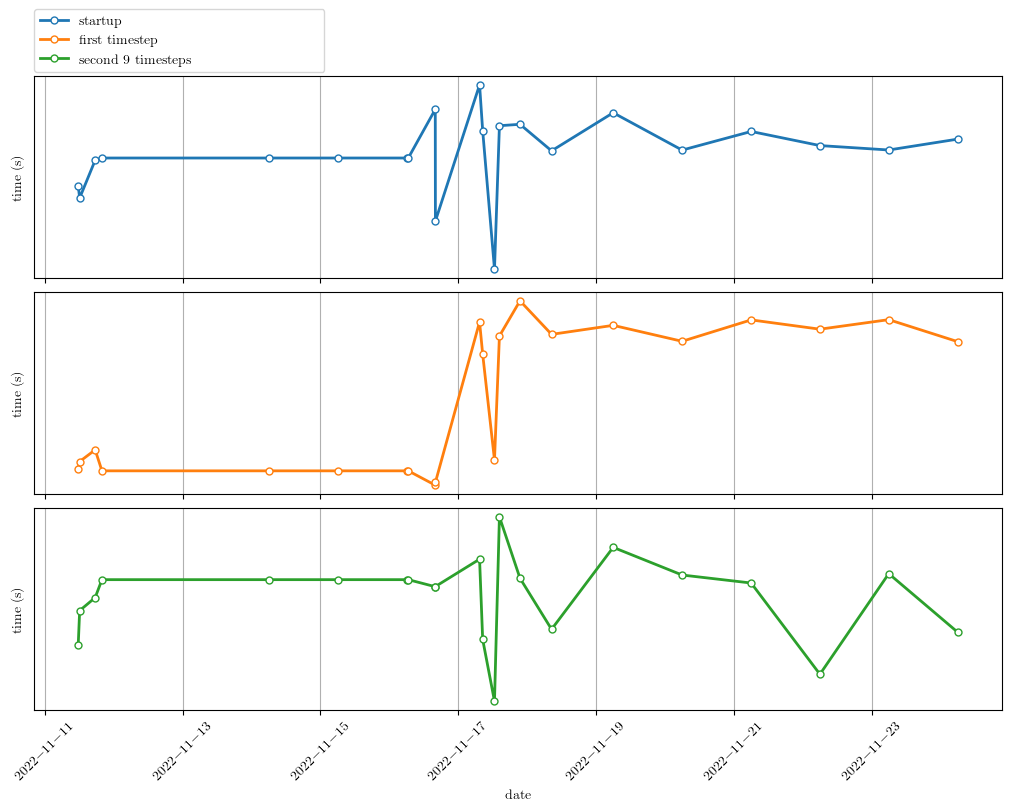 startup
first timestep
second 9 timesteps
time (s)
time (s)
time (s)
2022−11−11
2022−11−13
2022−11−15
2022−11−17
2022−11−19
2022−11−21
2022−11−23
date